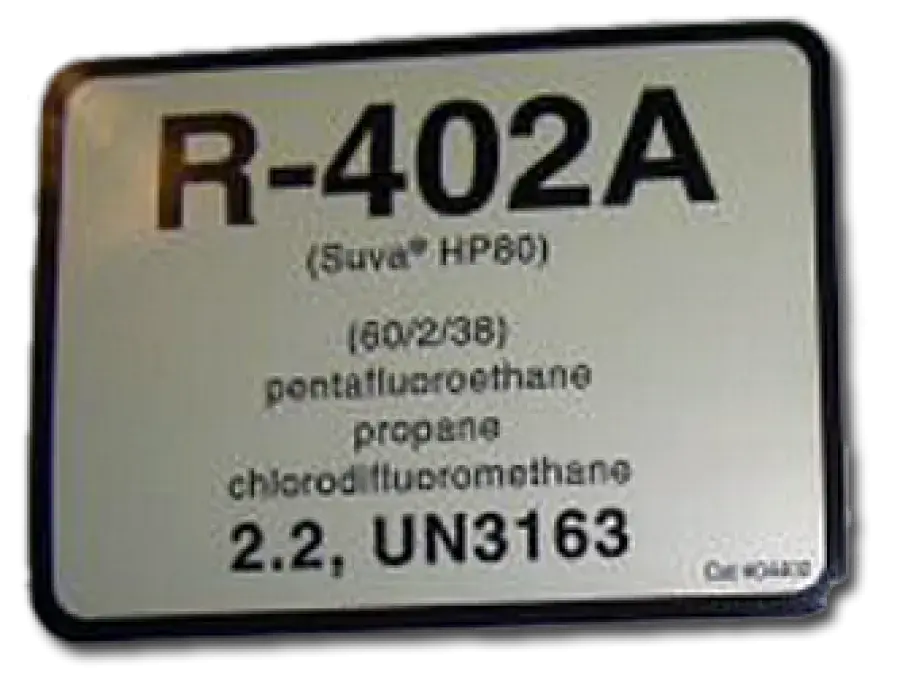 R-402A
(Suva® HP80)
(60/2/38)
pentafluoroethane
propane
chlorodifluoromethane
2.2, UN3163